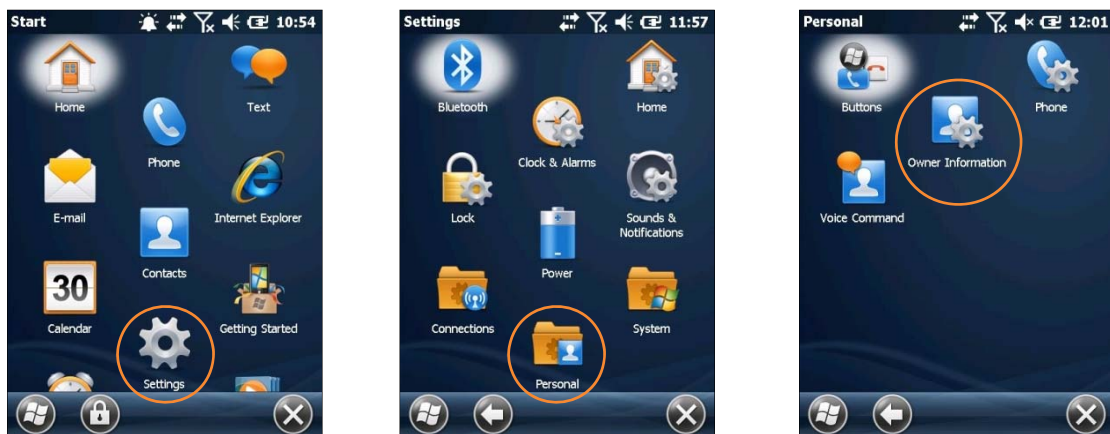 Start 10:54
Home
Text
Phone
E-mail
Internet Explorer
Contacts
30
Calendar
Getting Started
Settings
Settings 11:57
Bluetooth
Home
Clock & Alarms
Lock
Sounds &
Notifications
Power
Connections
System
Personal
Personal 12:01
Buttons
Phone
Owner Information
Voice Command